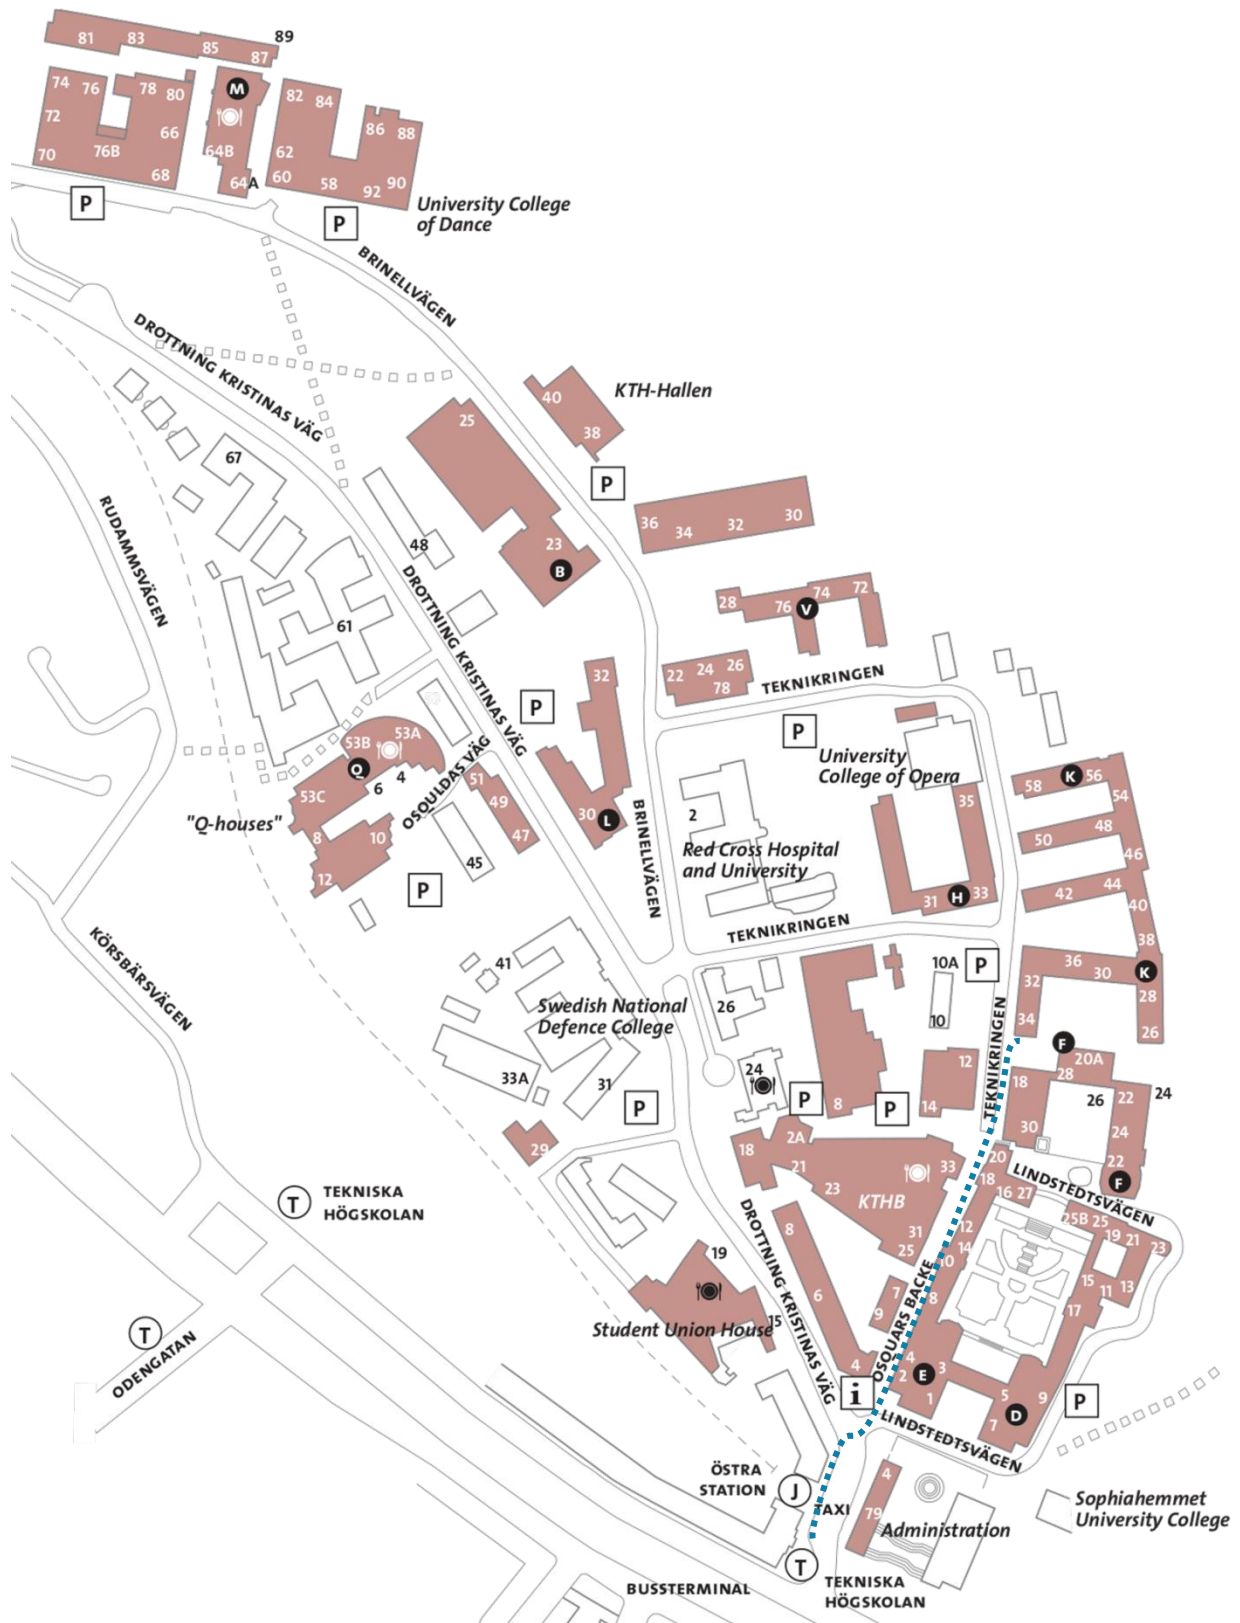 81
83
85
87
89
74
76
78
80
M
82
84
86
88
72
66
76B
64B
62
70
68
64A
60
58
92
90
P
P
University College
of Dance
BRINELLVÄGEN
DROTTNING KRISTINAS VÄG
40
38
KTH-Hallen
25
67
P
36
34
32
30
48
23
B
RUDAMMSVÄGEN
DROTTNING KRISTINAS VÄG
28
76
V
74
72
61
32
22
24
26
78
TEKNIKRINGEN
P
P
53B
53A
Q
53C
6
4
OSQULDAS VÄG
51
49
47
University
College of Opera
K
58
56
54
"Q-houses"
8
10
12
45
30
L
BRINELLVÄGEN
2
35
50
48
46
Red Cross Hospital
and University
P
31
H
33
42
44
40
38
TEKNIKRINGEN
KÖRSBÄRSVÄGEN
41
10A
P
36
30
K
32
28
34
26
Swedish National
Defence College
26
10
TEKNIKRINGEN
33A
31
24
12
F
20A
18
28
26
22
24
P
P
P
8
14
29
18
2A
21
23
33
KTHB
31
25
30
24
22
F
20
18
16
27
LINDSTEDTSVÄGEN
T
TEKNISKA
HÖGSKOLAN
DROTTNING KRISTINAS VÄG
8
12
14
10
25B
25
19
21
23
19
6
7
9
8
OSQUARS BACKE
15
11
13
17
T
ODENGATAN
Student Union House
15
4
i
4
2
E
3
1
5
9
7
D
P
LINDSTEDTSVÄGEN
ÖSTRA
STATION
J
TAXI
4
79
Administration
Sophiahemmet
University College
T
TEKNISKA
HÖGSKOLAN
BUSSTERMINAL